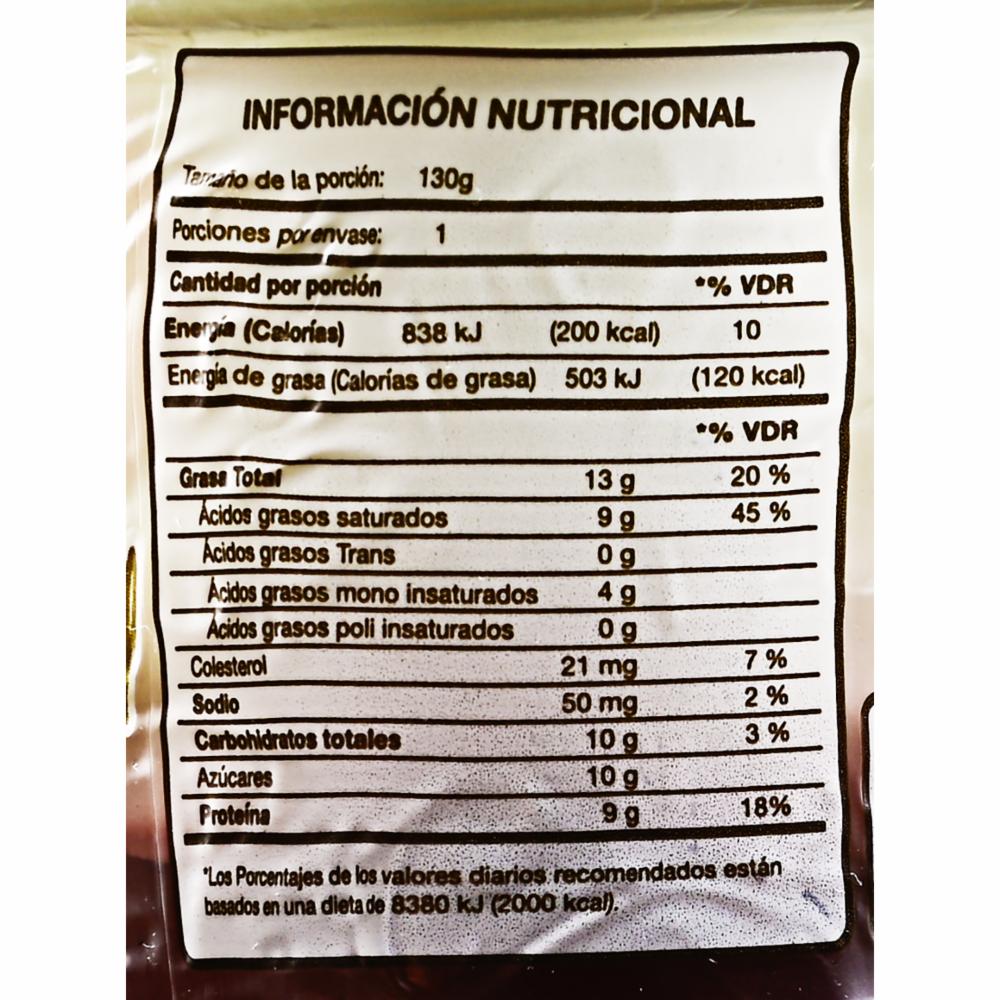 INFORMACIÓN NUTRICIONAL
Tamaño de la porción: 130g
Porciones por envase: 1
Cantidad por porción *% VDR
Energía (Calorías) 838 kJ (200 kcal) 10
Energía de grasa (Calorías de grasa) 503 kJ (120 kcal)
*% VDR
Grasa Total 13 g 20 %
Ácidos grasos saturados 9 g 45 %
Ácidos grasos Trans 0 g
Ácidos grasos mono insaturados 4 g
Ácidos grasos poli insaturados 0 g
Colesterol 21 mg 7 %
Sodio 50 mg 2 %
Carbohidratos totales 10 g 3 %
Azúcares 10 g
Proteína 9 g 18%
*Los Porcentajes de los valores diarios recomendados están
basados en una dieta de 8380 kJ (2000 kcal).